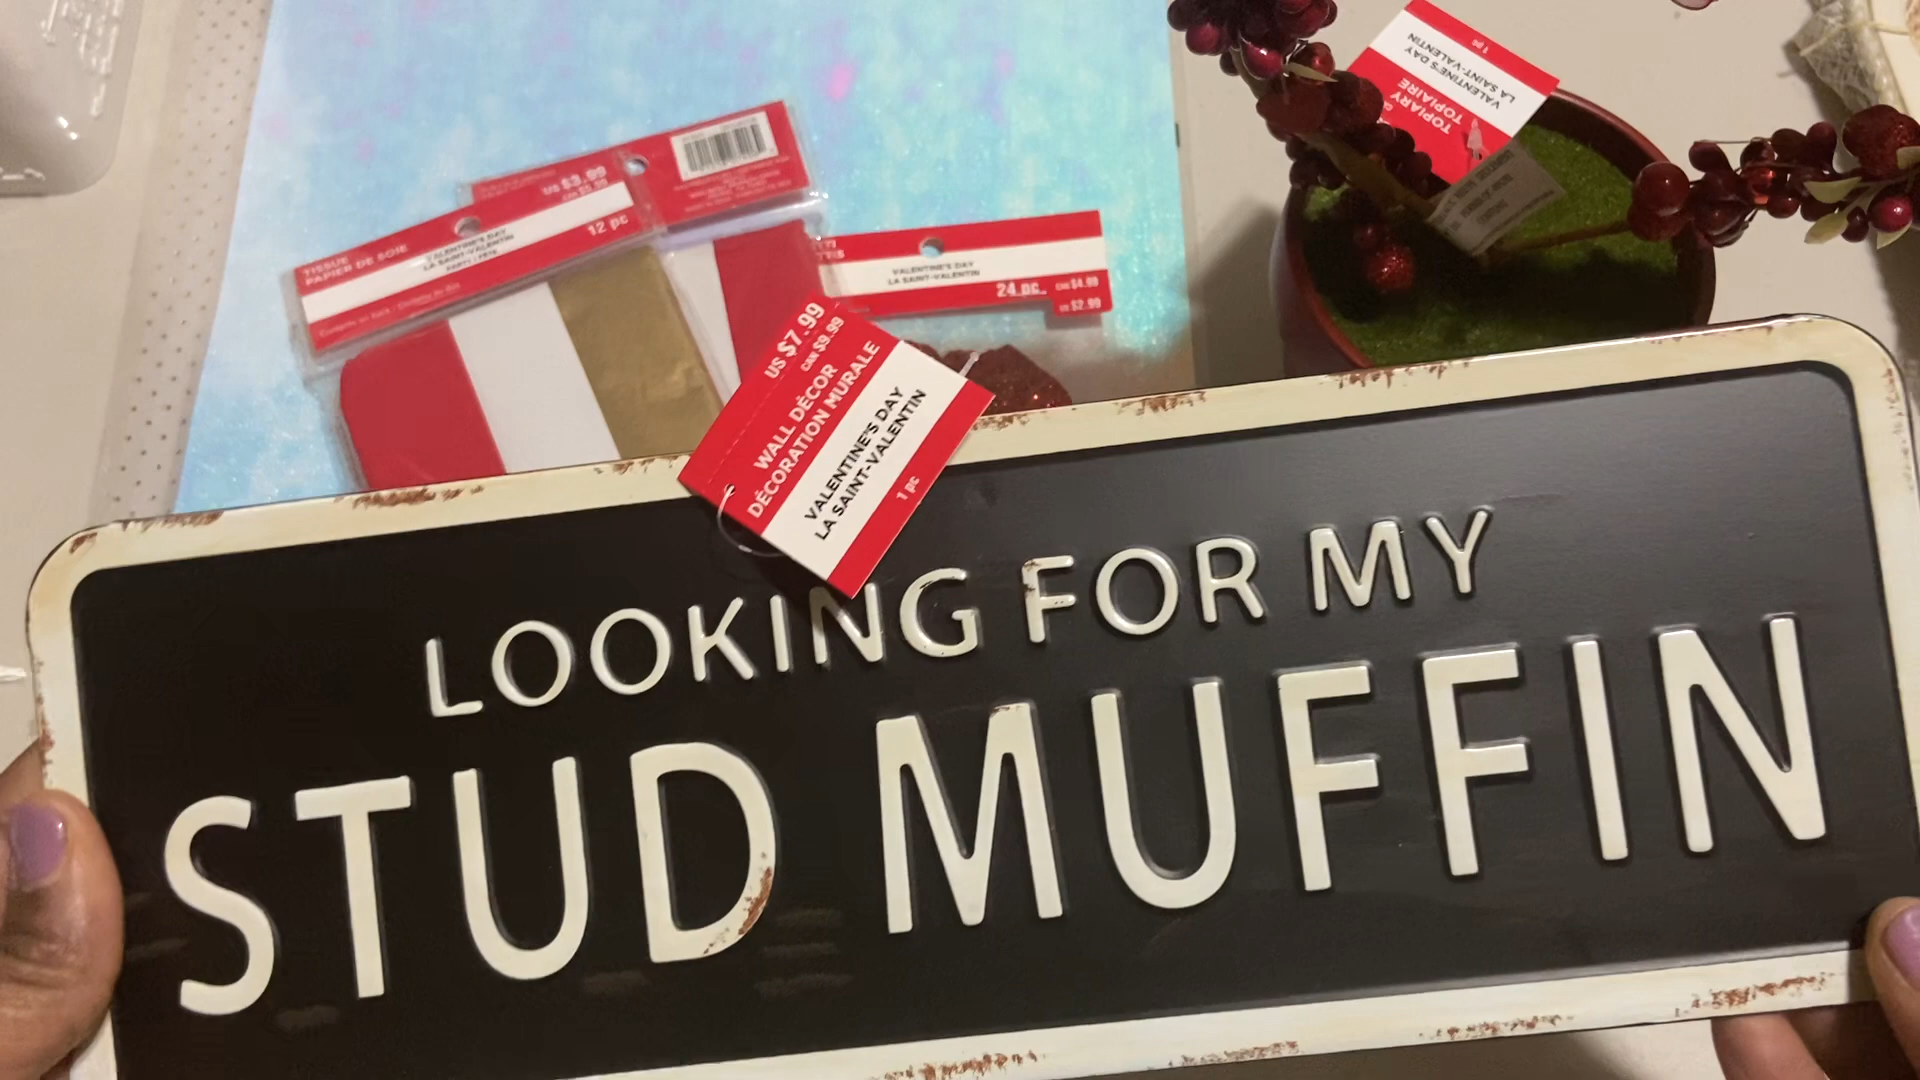 US $3.99
CAN $5.99
TISSUE
PAPIER DE SOIE
VALENTINE'S DAY
LA SAINT-VALENTIN
12 pc
VALENTINE'S DAY
LA SAINT-VALENTIN
24 pc
CAN $4.99
US $2.99
TOPIARY
TOPIAIRE
VALENTINE'S DAY
LA SAINT-VALENTIN
1 pc
US $7.99
CAN $9.99
WALL DÉCOR
DÉCORATION MURALE
VALENTINE'S DAY
LA SAINT-VALENTIN
1 pc
LOOKING FOR MY
STUD MUFFIN